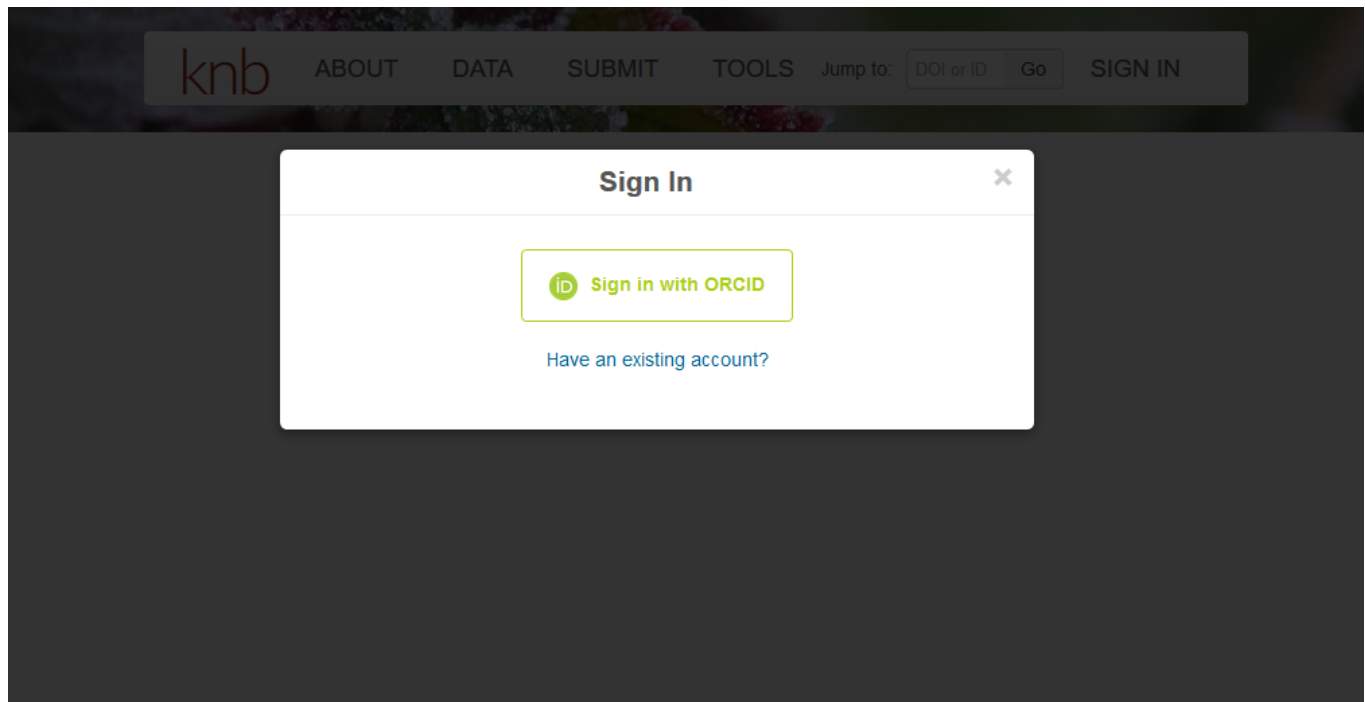 knb ABOUT DATA SUBMIT TOOLS Jump to: DOI or ID Go SIGN IN
Sign In ×
iD Sign in with ORCID
Have an existing account?